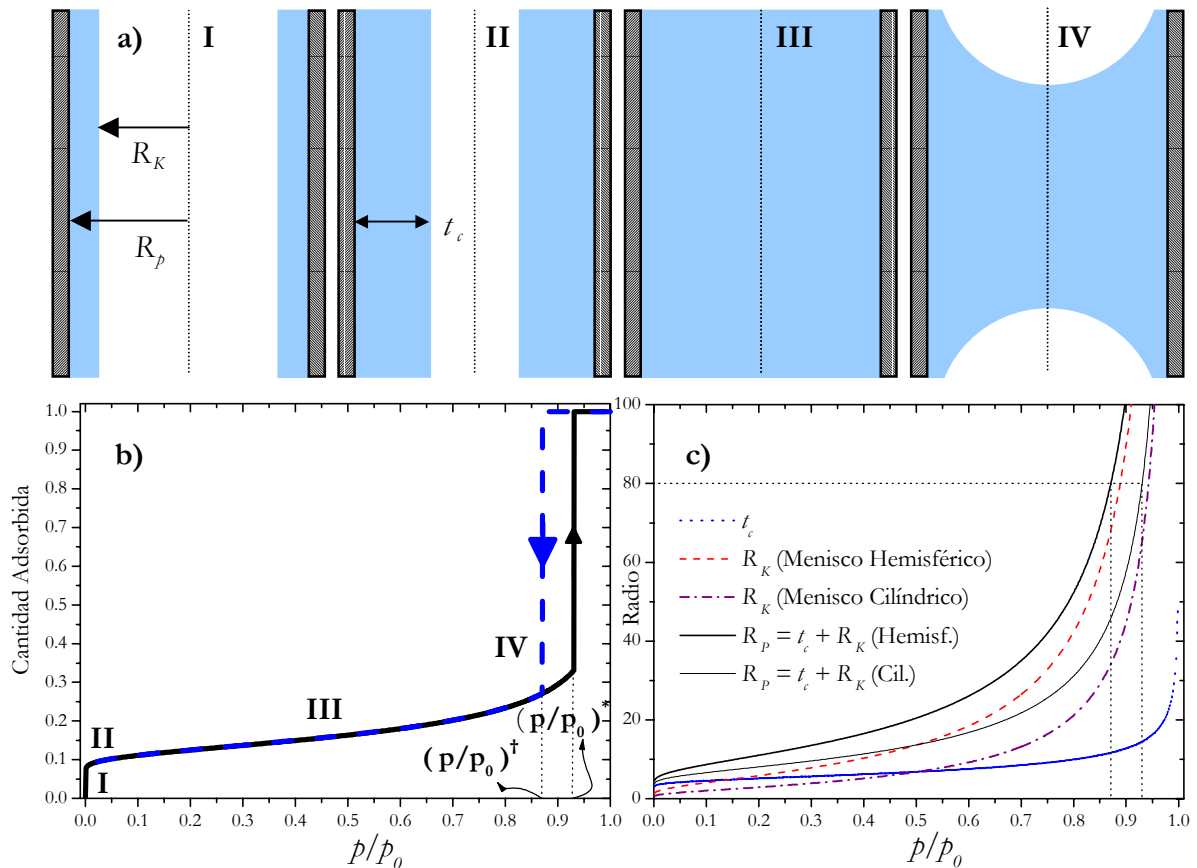 a)
I
II
III
IV
R_K
R_p
t_c
b)
Cantidad Adsorbida
1.0
0.9
0.8
0.7
0.6
0.5
0.4
0.3
0.2
0.1
0.0
I
II
III
IV
(p/p_0)^†
(p/p_0)^*
0.0 0.1 0.2 0.3 0.4 0.5 0.6 0.7 0.8 0.9 1.0
p/p_0
c)
Radio
100
80
60
40
20
0
t_c
R_K (Menisco Hemisférico)
R_K (Menisco Cilíndrico)
R_P = t_c + R_K (Hemisf.)
R_P = t_c + R_K (Cil.)
0.0 0.1 0.2 0.3 0.4 0.5 0.6 0.7 0.8 0.9 1.0
p/p_0